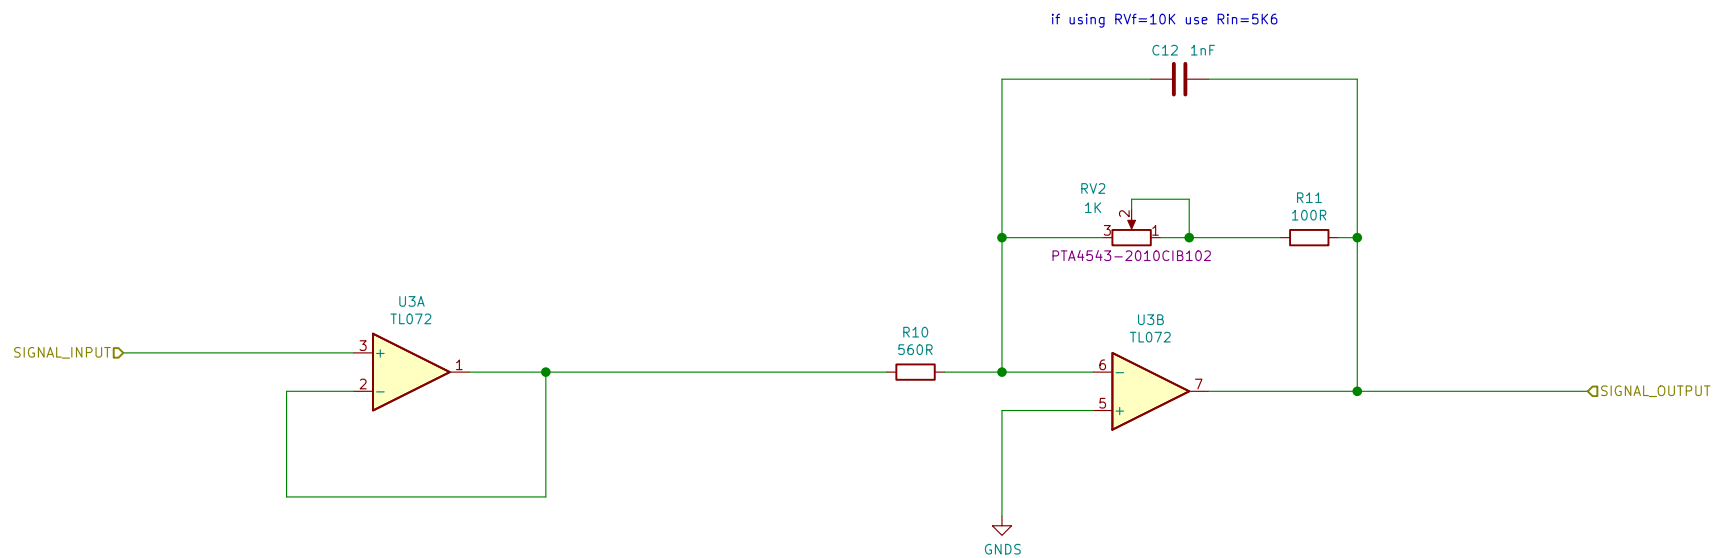 if using RVf=10K use Rin=5K6
C12 1nF
RV2
1K
2
3
1
PTA4543-2010CIB102
R11
100R
U3A
TL072
SIGNAL_INPUT
3
+
1
2
−
R10
560R
U3B
TL072
6
−
7
5
+
SIGNAL_OUTPUT
GNDS